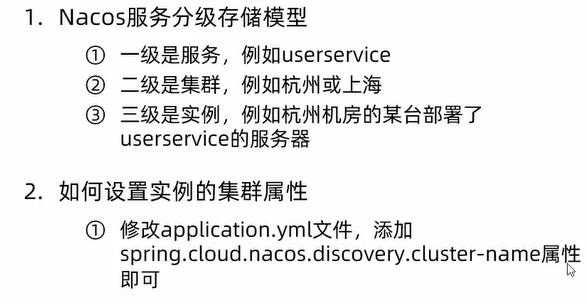 1. Nacos服务分级存储模型
① 一级是服务，例如userservice
② 二级是集群，例如杭州或上海
③ 三级是实例，例如杭州机房的某台部署了
userservice的服务器
2. 如何设置实例的集群属性
① 修改application.yml文件，添加
spring.cloud.nacos.discovery.cluster-name属性
即可